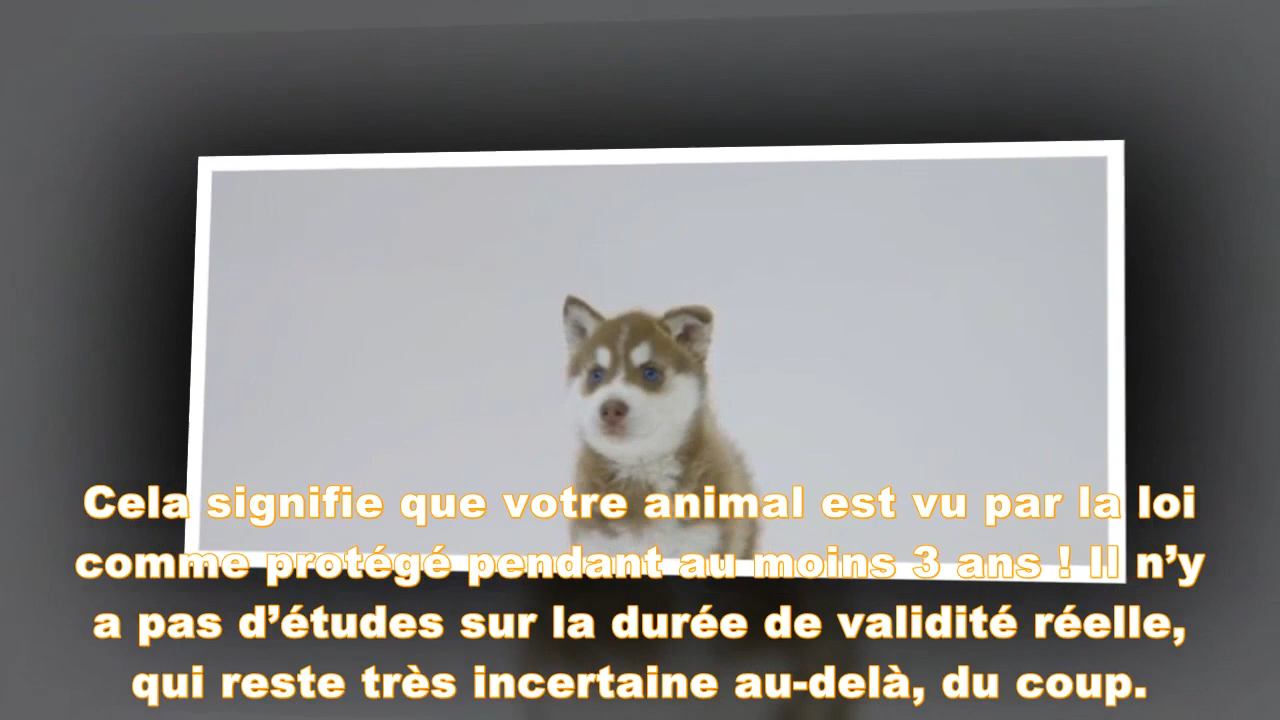 Cela signifie que votre animal est vu par la loi
comme protégé pendant au moins 3 ans ! Il n’y
a pas d’études sur la durée de validité réelle,
qui reste très incertaine au-delà, du coup.